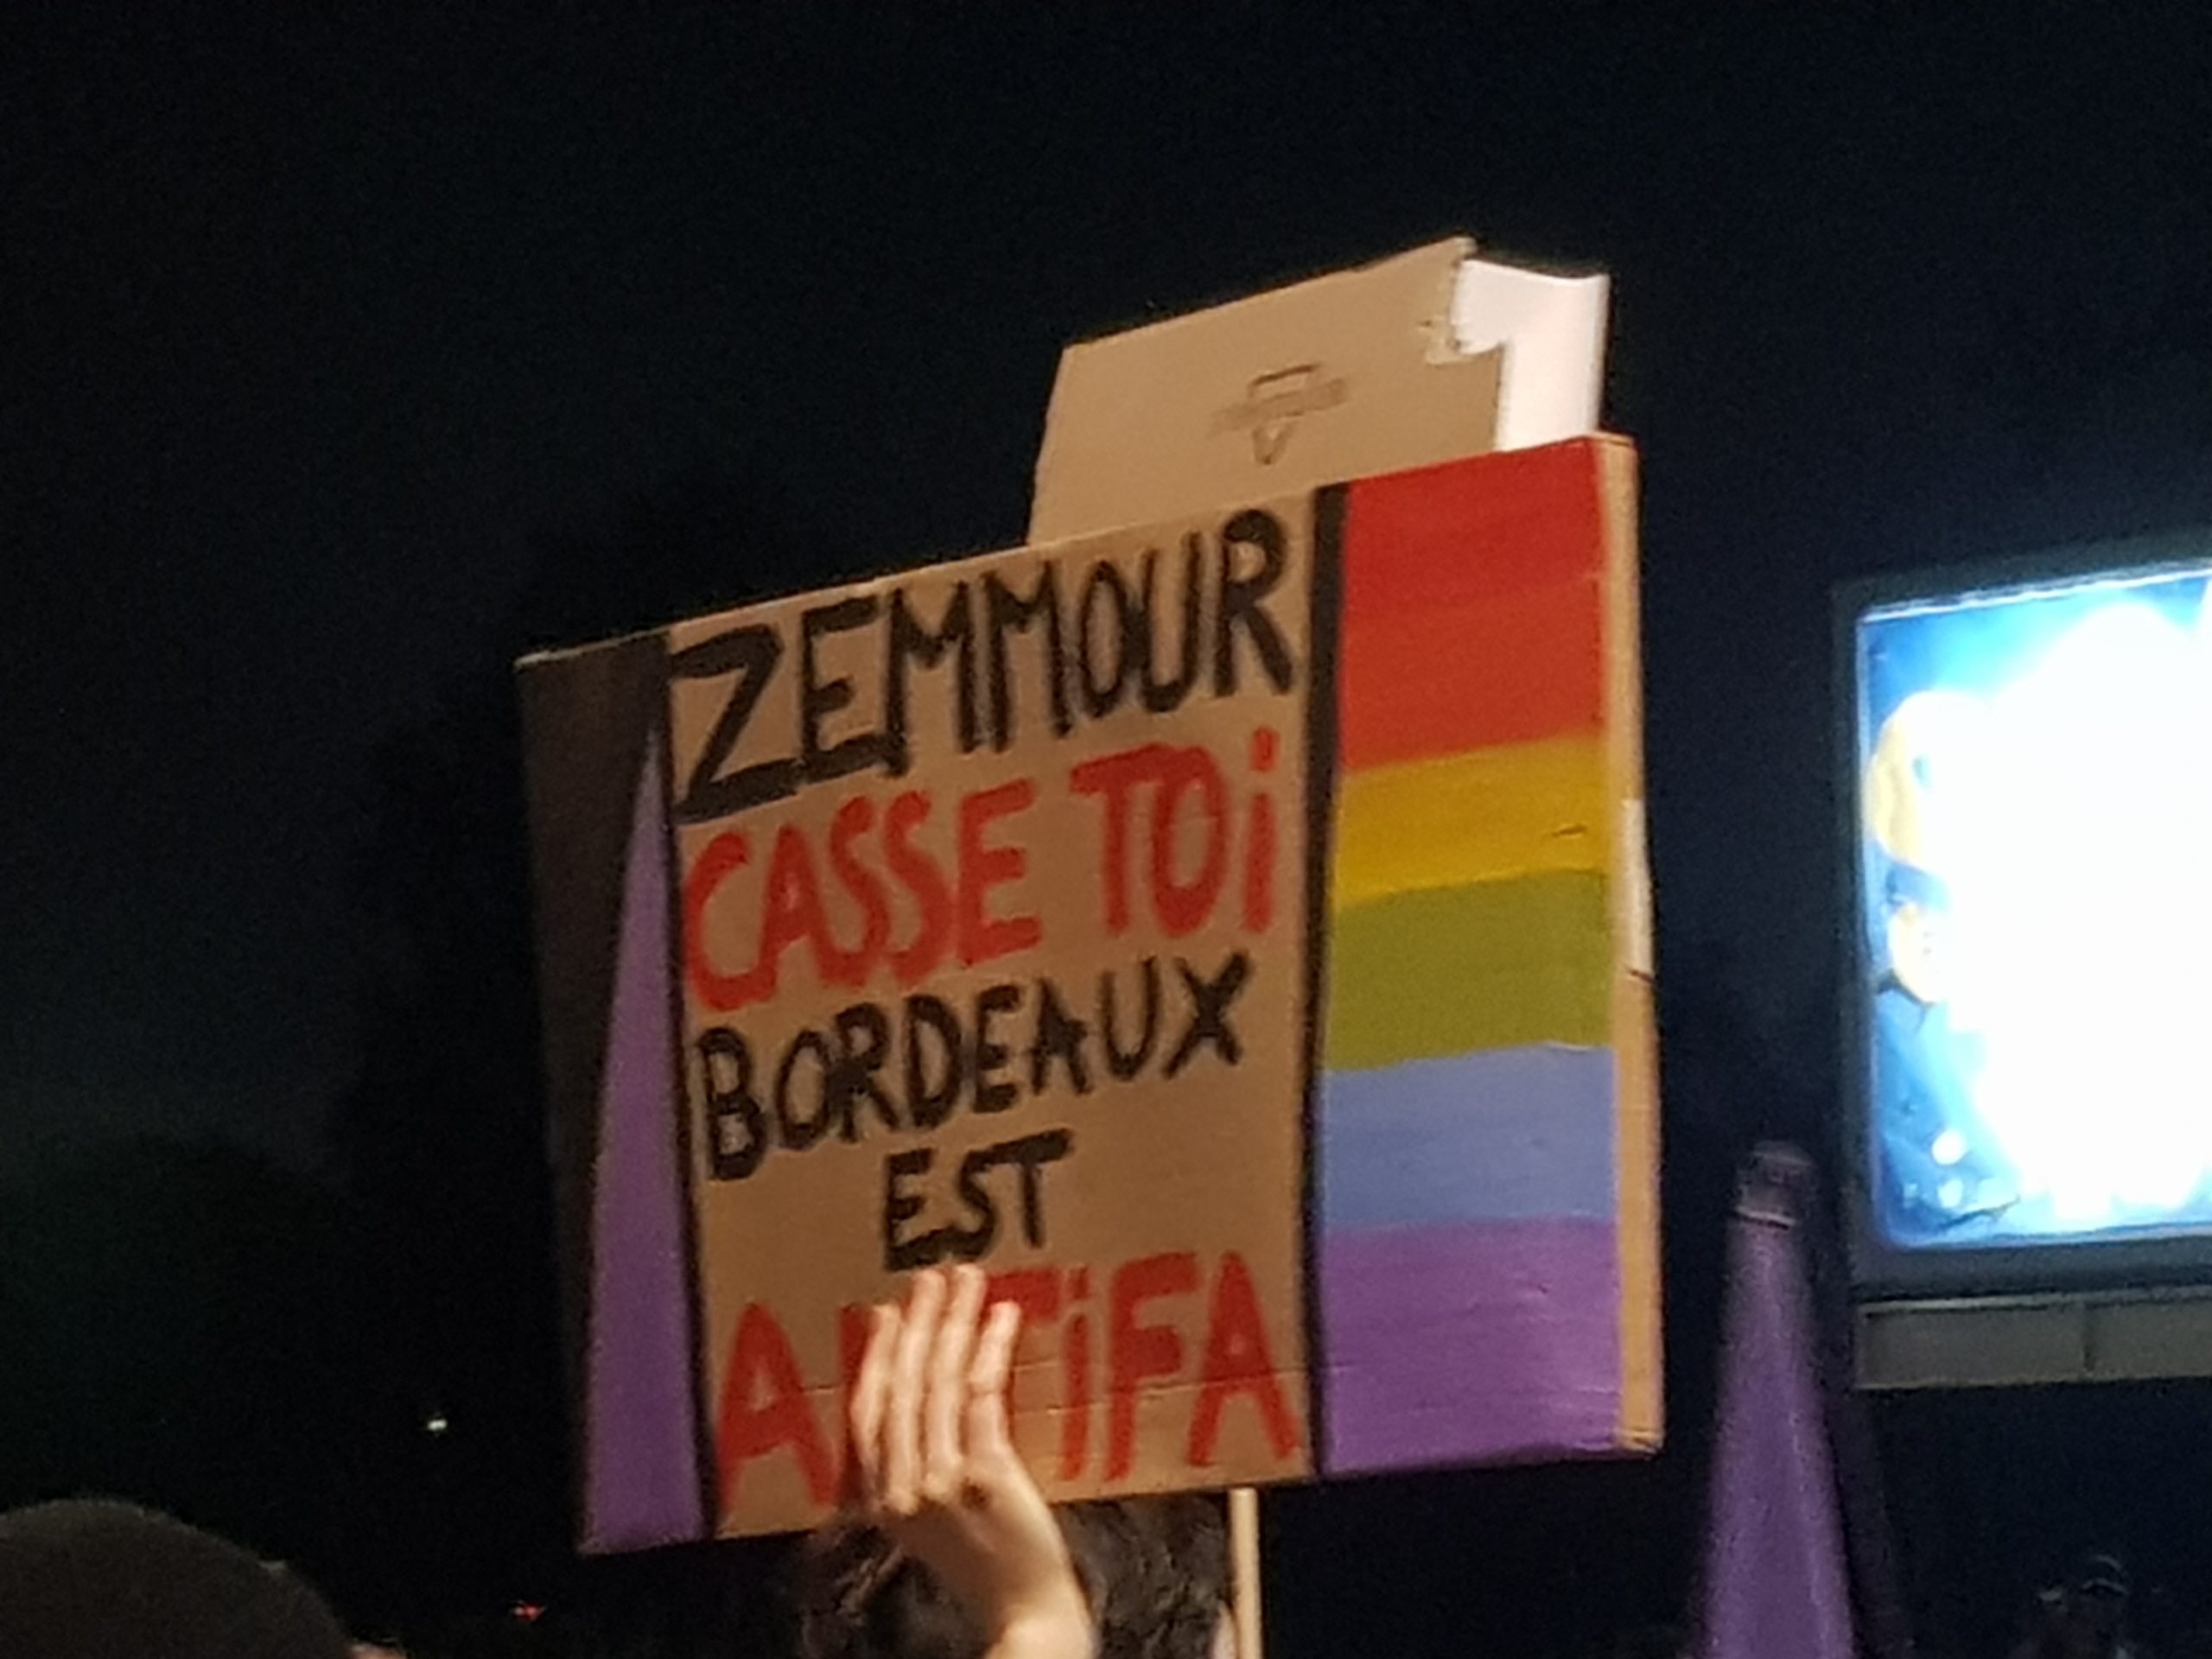 ZEMMOUR
CASSE TOi
BORDEAUX
EST
ANTiFA